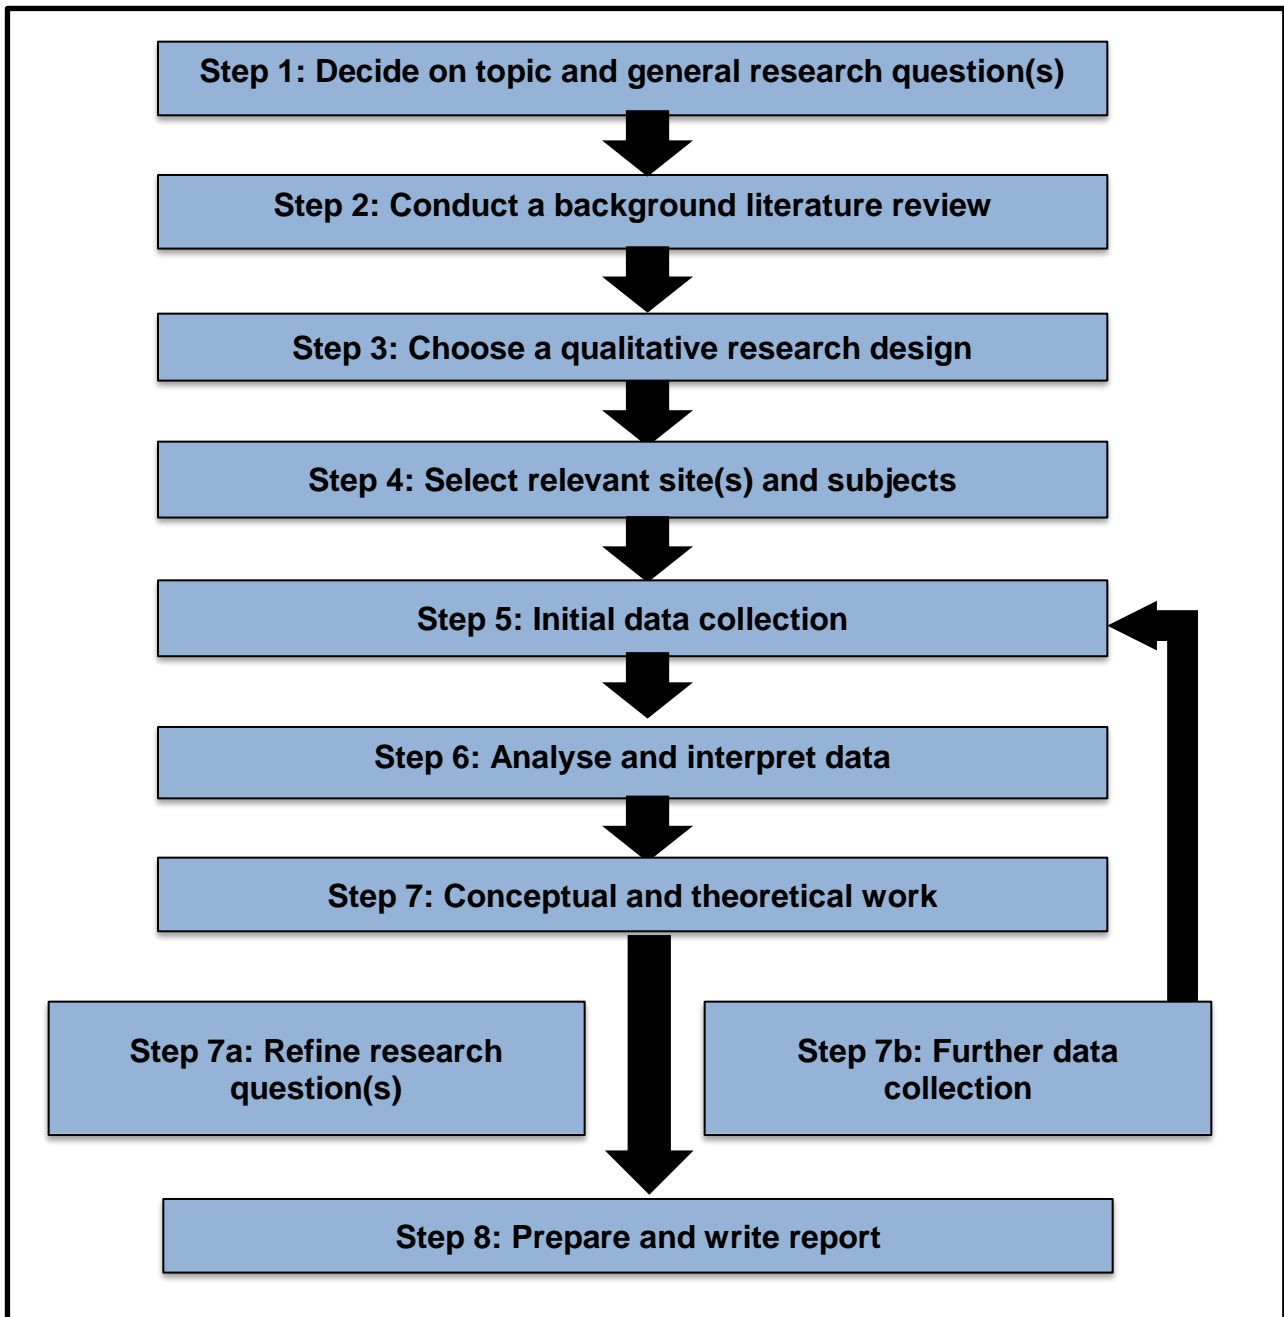 Step 1: Decide on topic and general research question(s)
Step 2: Conduct a background literature review
Step 3: Choose a qualitative research design
Step 4: Select relevant site(s) and subjects
Step 5: Initial data collection
Step 6: Analyse and interpret data
Step 7: Conceptual and theoretical work
Step 7a: Refine research
question(s)
Step 7b: Further data
collection
Step 8: Prepare and write report